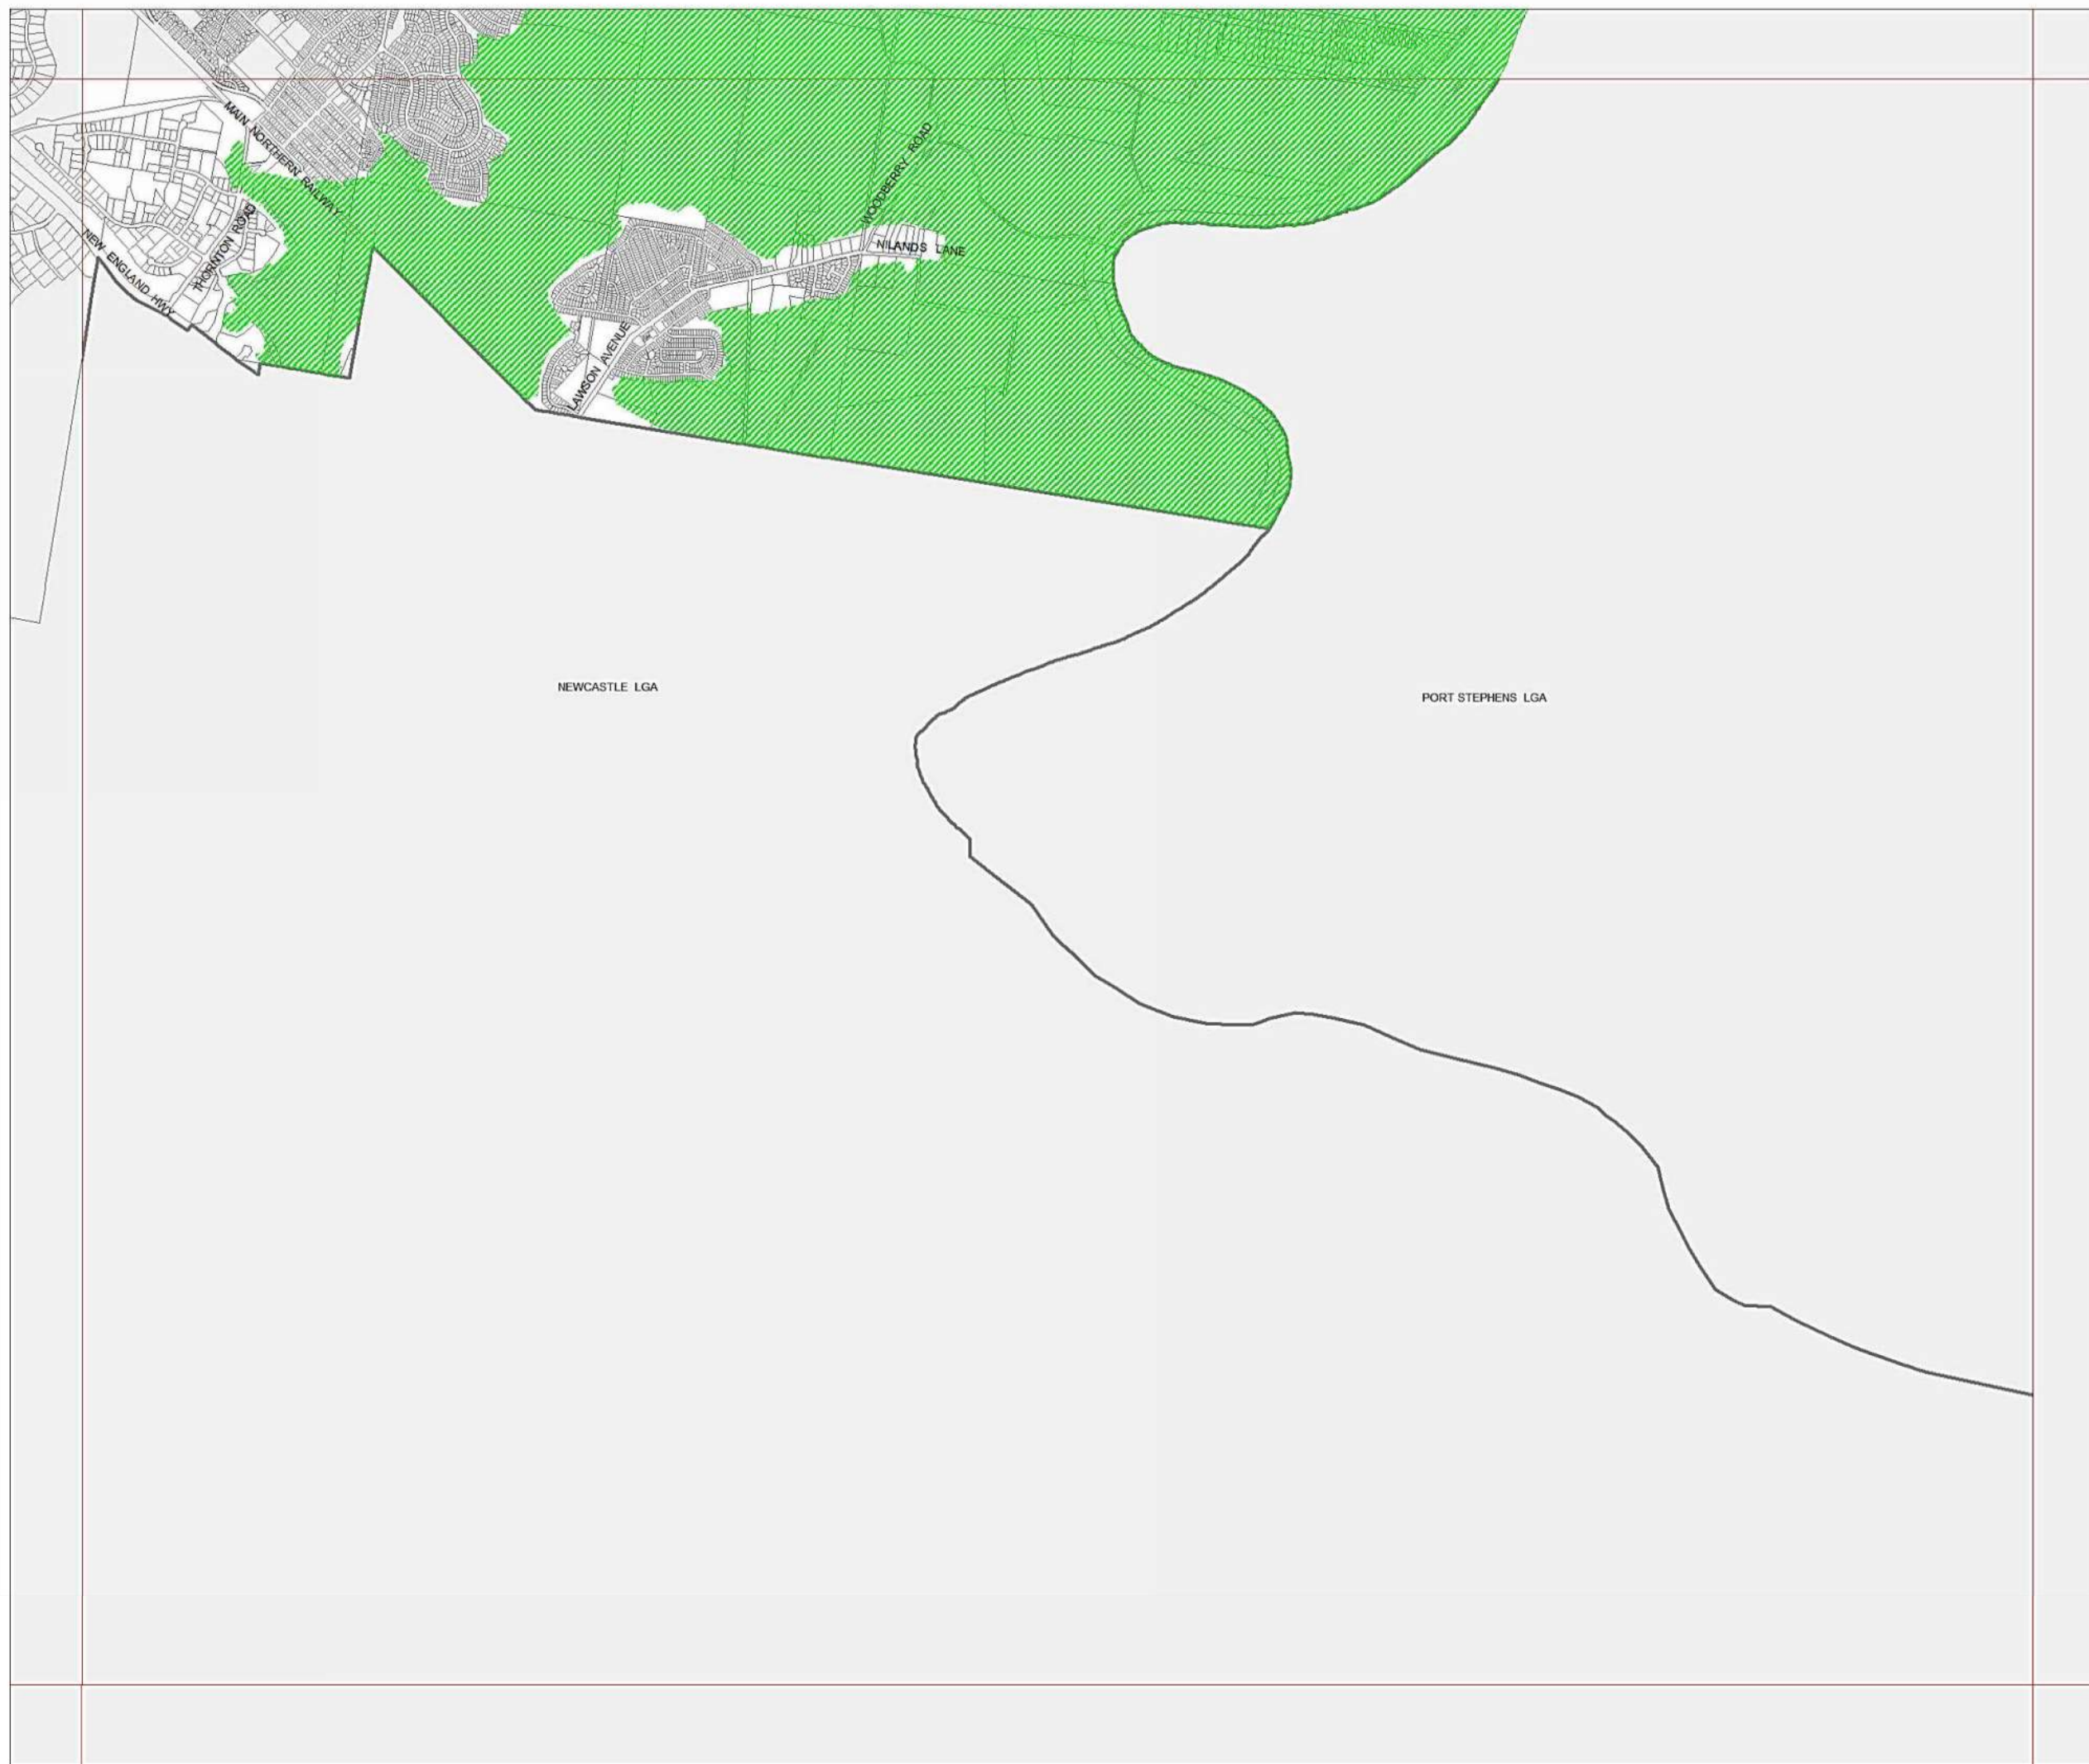 MAIN NORTHERN RAILWAY
WOODBERRY ROAD
THORNTON ROAD
NEW ENGLAND HWY
NILANDS LANE
LAWSON AVENUE
NEWCASTLE LGA
PORT STEPHENS LGA